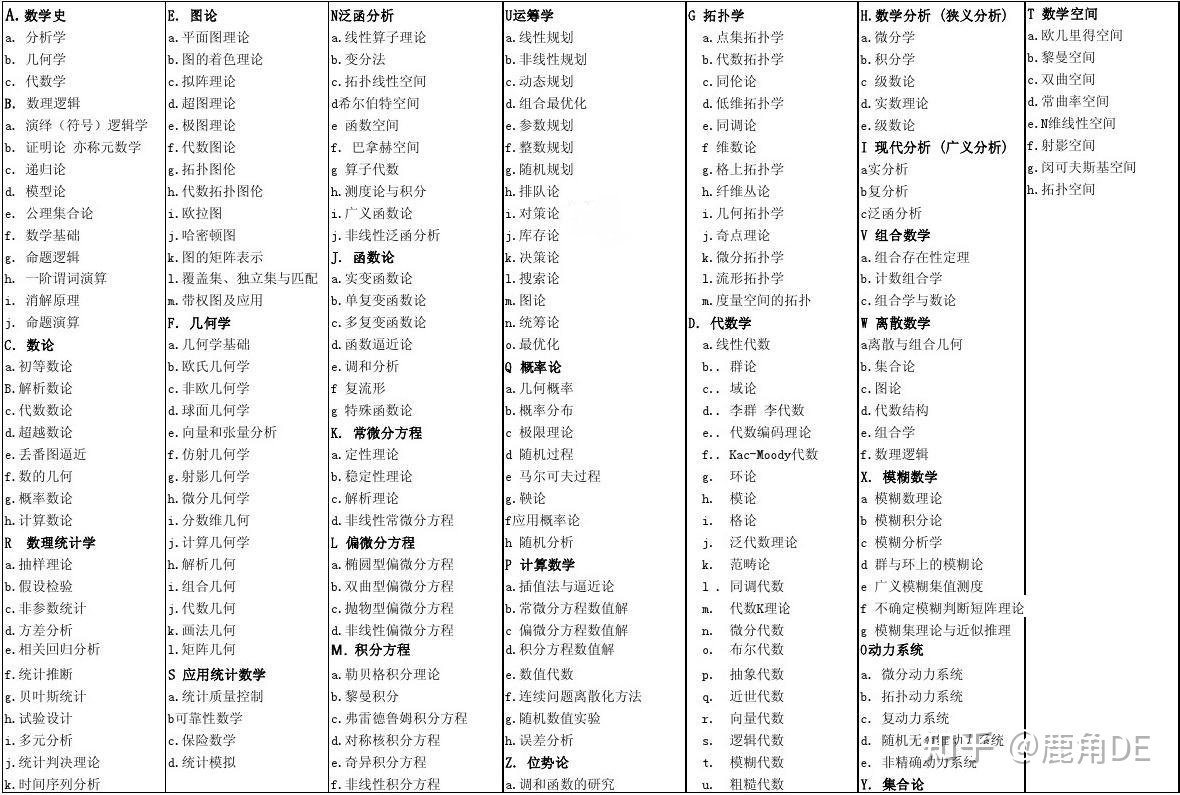 A.数学史
a. 分析学
b. 几何学
c. 代数学
B. 数理逻辑
a. 演绎（符号）逻辑学
b. 证明论 亦称元数学
c. 递归论
d. 模型论
e. 公理集合论
f. 数学基础
g. 命题逻辑
h. 一阶谓词演算
i. 消解原理
j. 命题演算
C. 数论
a.初等数论
B.解析数论
c.代数数论
d.超越数论
e.丢番图逼近
f.数的几何
g.概率数论
h.计算数论
R 数理统计学
a.抽样理论
b.假设检验
c.非参数统计
d.方差分析
e.相关回归分析
f.统计推断
g.贝叶斯统计
h.试验设计
i.多元分析
j.统计判决理论
k.时间序列分析
E. 图论
a.平面图理论
b.图的着色理论
c.拟阵理论
d.超图理论
e.极图理论
f.代数图论
g.拓扑图伦
h.代数拓扑图伦
i.欧拉图
j.哈密顿图
k.图的矩阵表示
l.覆盖集、独立集与匹配
m.带权图及应用
F. 几何学
a.几何学基础
b.欧氏几何学
c.非欧几何学
d.球面几何学
e.向量和张量分析
f.仿射几何学
g.射影几何学
h.微分几何学
i.分数维几何
j.计算几何学
h.解析几何
i.组合几何
j.代数几何
k.画法几何
l.矩阵几何
S 应用统计数学
a.统计质量控制
b可靠性数学
c.保险数学
d.统计模拟
N泛函分析
a.线性算子理论
b.变分法
c.拓扑线性空间
d希尔伯特空间
e 函数空间
f. 巴拿赫空间
g 算子代数
h.测度论与积分
i.广义函数论
j.非线性泛函分析
J. 函数论
a.实变函数论
b.单复变函数论
c.多复变函数论
d.函数逼近论
e.调和分析
f 复流形
g 特殊函数论
K. 常微分方程
a.定性理论
b.稳定性理论
c.解析理论
d.非线性常微分方程
L 偏微分方程
a.椭圆型偏微分方程
b.双曲型偏微分方程
c.抛物型偏微分方程
d.非线性偏微分方程
M.积分方程
a.勒贝格积分理论
b.黎曼积分
c.弗雷德鲁姆积分方程
d.对称核积分方程
e.奇异积分方程
f.非线性积分方程
U运筹学
a.线性规划
b.非线性规划
c.动态规划
d.组合最优化
e.参数规划
f.整数规划
g.随机规划
h.排队论
i.对策论
j.库存论
k.决策论
l.搜索论
m.图论
n.统筹论
o.最优化
Q 概率论
a.几何概率
b.概率分布
c 极限理论
d 随机过程
e 马尔可夫过程
g.鞅论
f应用概率论
h 随机分析
P 计算数学
a.插值法与逼近论
b.常微分方程数值解
c 偏微分方程数值解
d.积分方程数值解
e.数值代数
f.连续问题离散化方法
g.随机数值实验
h.误差分析
Z. 位势论
a.调和函数的研究
G 拓扑学
a.点集拓扑学
b.代数拓扑学
c.同伦论
d.低维拓扑学
e.同调论
f 维数论
g.格上拓扑学
h.纤维丛论
i.几何拓扑学
j.奇点理论
k.微分拓扑学
l.流形拓扑学
m.度量空间的拓扑
D. 代数学
a.线性代数
b.. 群论
c.. 域论
d.. 李群 李代数
e.. 代数编码理论
f.. Kac-Moody代数
g. 环论
h. 模论
i. 格论
j. 泛代数理论
k. 范畴论
l . 同调代数
m. 代数K理论
n. 微分代数
o. 布尔代数
p. 抽象代数
q. 近世代数
r. 向量代数
s. 逻辑代数
t. 模糊代数
u. 粗糙代数
H.数学分析 (狭义分析)
a.微分学
b.积分学
c 级数论
d.实数理论
e.级数论
I 现代分析 (广义分析)
a实分析
b复分析
c泛函分析
V 组合数学
a.组合存在性定理
b.计数组合学
c.组合学与数论
W 离散数学
a离散与组合几何
b.集合论
c.图论
d.代数结构
e.组合学
f.数理逻辑
X. 模糊数学
a 模糊数理论
b 模糊积分论
c 模糊分析学
d 群与环上的模糊论
e 广义模糊集值测度
f 不确定模糊判断短阵理论
g 模糊集理论与近似推理
O动力系统
a. 微分动力系统
b. 拓扑动力系统
c. 复动力系统
d. 随机无穷维动力系统
e. 非精确动力系统
Y. 集合论
T 数学空间
a.欧几里得空间
b.黎曼空间
c.双曲空间
d.常曲率空间
e.N维线性空间
f.射影空间
g.闵可夫斯基空间
h.拓扑空间
知乎 @鹿角DE